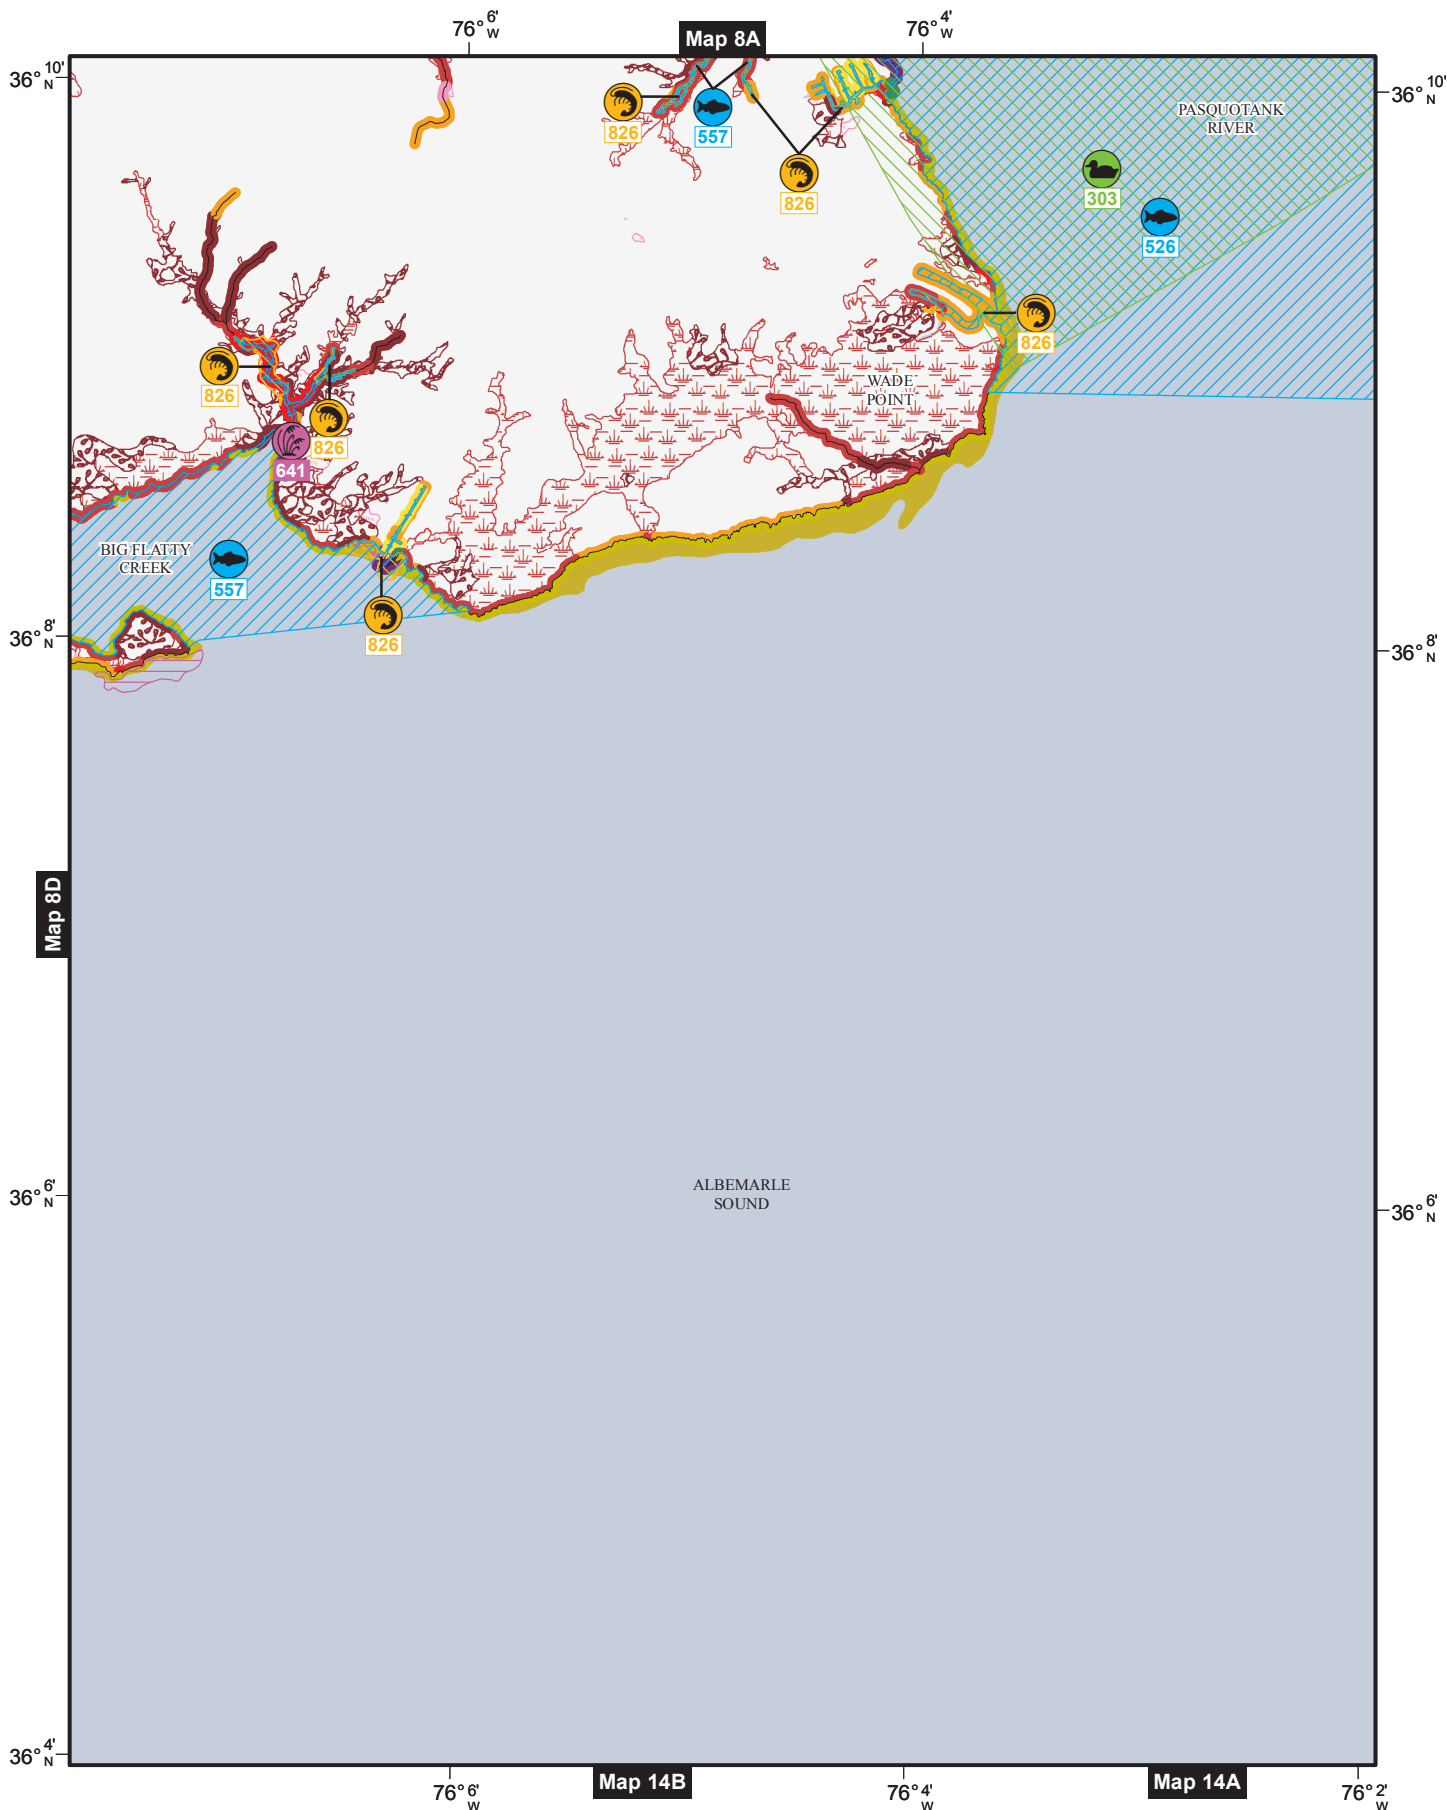 76° 6' W
Map 8A
76° 4' W
36° 10' N
36° 10' N
PASQUOTANK
RIVER
826
557
826
303
526
826
826
WADE
POINT
826
641
BIG FLATTY
CREEK
557
826
36° 8' N
36° 8' N
Map 8D
ALBEMARLE
SOUND
36° 6' N
36° 6' N
36° 4' N
76° 6' W
Map 14B
76° 4' W
Map 14A
76° 2' W